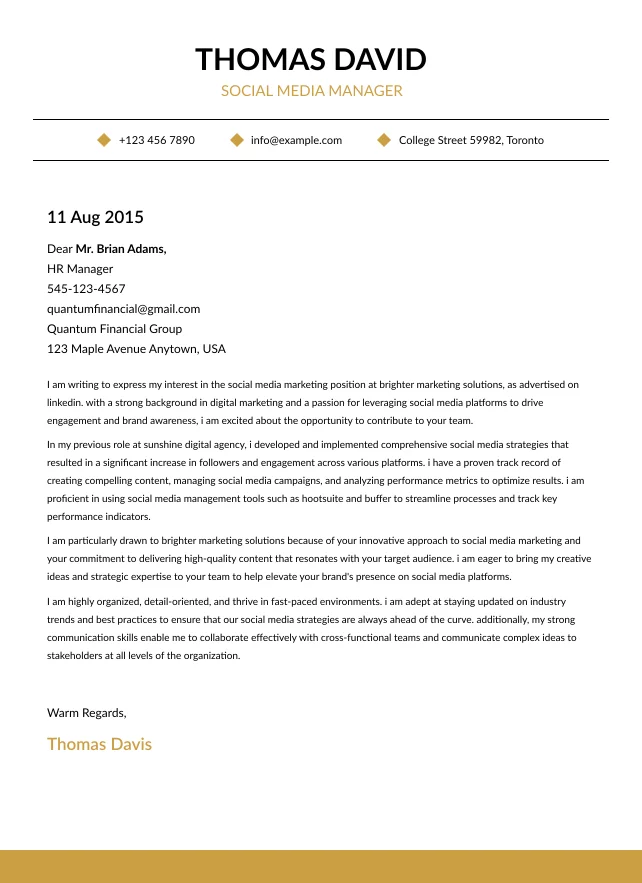 THOMAS DAVID
SOCIAL MEDIA MANAGER
+123 456 7890 info@example.com College Street 59982, Toronto
11 Aug 2015
Dear Mr. Brian Adams,
HR Manager
545-123-4567
quantumfinancial@gmail.com
Quantum Financial Group
123 Maple Avenue Anytown, USA
I am writing to express my interest in the social media marketing position at brighter marketing solutions, as advertised on
linkedin. with a strong background in digital marketing and a passion for leveraging social media platforms to drive
engagement and brand awareness, i am excited about the opportunity to contribute to your team.
In my previous role at sunshine digital agency, i developed and implemented comprehensive social media strategies that
resulted in a significant increase in followers and engagement across various platforms. i have a proven track record of
creating compelling content, managing social media campaigns, and analyzing performance metrics to optimize results. i am
proficient in using social media management tools such as hootsuite and buffer to streamline processes and track key
performance indicators.
I am particularly drawn to brighter marketing solutions because of your innovative approach to social media marketing and
your commitment to delivering high-quality content that resonates with your target audience. i am eager to bring my creative
ideas and strategic expertise to your team to help elevate your brand's presence on social media platforms.
I am highly organized, detail-oriented, and thrive in fast-paced environments. i am adept at staying updated on industry
trends and best practices to ensure that our social media strategies are always ahead of the curve. additionally, my strong
communication skills enable me to collaborate effectively with cross-functional teams and communicate complex ideas to
stakeholders at all levels of the organization.
Warm Regards,
Thomas Davis